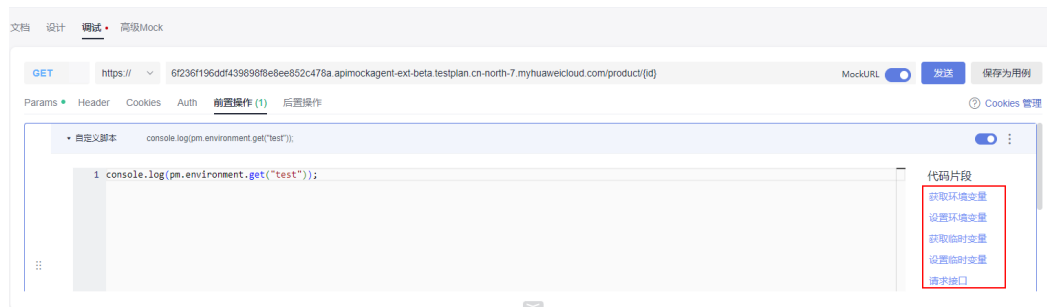 文档 设计 调试 高级Mock
GET https:// 6f236f196ddf439898f8e8ee852c478a.apimockagent-ext-beta.testplan.cn-north-7.myhuaweicloud.com/product/{id} MockURL 发送 保存为用例
Params Header Cookies Auth 前置操作 (1) 后置操作 Cookies 管理
自定义脚本 console.log(pm.environment.get("test"));
1 console.log(pm.environment.get("test"));
代码片段
获取环境变量
设置环境变量
获取临时变量
设置临时变量
请求接口